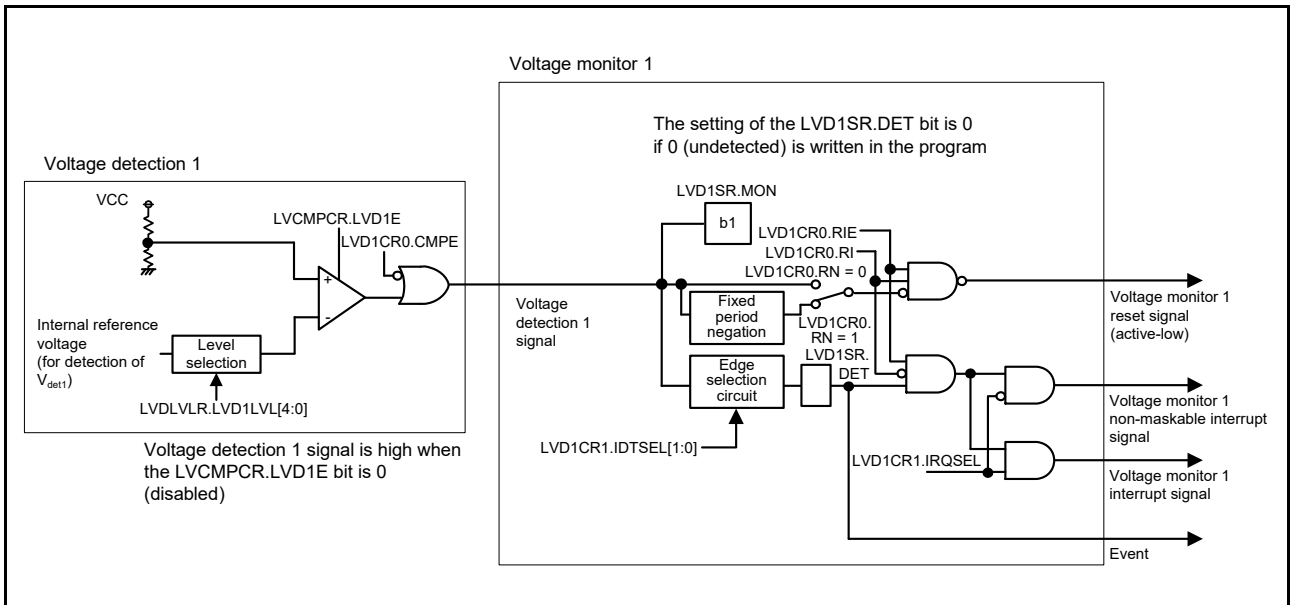 Voltage monitor 1
The setting of the LVD1SR.DET bit is 0
if 0 (undetected) is written in the program
Voltage detection 1
VCC
LVCMPCR.LVD1E
LVD1CR0.CMPE
+
-
Internal reference
voltage
(for detection of
Vdet1)
Level
selection
LVDLVLR.LVD1LVL[4:0]
Voltage detection 1 signal is high when
the LVCMPCR.LVD1E bit is 0
(disabled)
Voltage
detection 1
signal
LVD1SR.MON
b1
LVD1CR0.RIE
LVD1CR0.RI
LVD1CR0.RN = 0
Fixed
period
negation
LVD1CR0.
RN = 1
LVD1SR.
DET
Edge
selection
circuit
LVD1CR1.IDTSEL[1:0]
LVD1CR1.IRQSEL
Voltage monitor 1
reset signal
(active-low)
Voltage monitor 1
non-maskable interrupt
signal
Voltage monitor 1
interrupt signal
Event